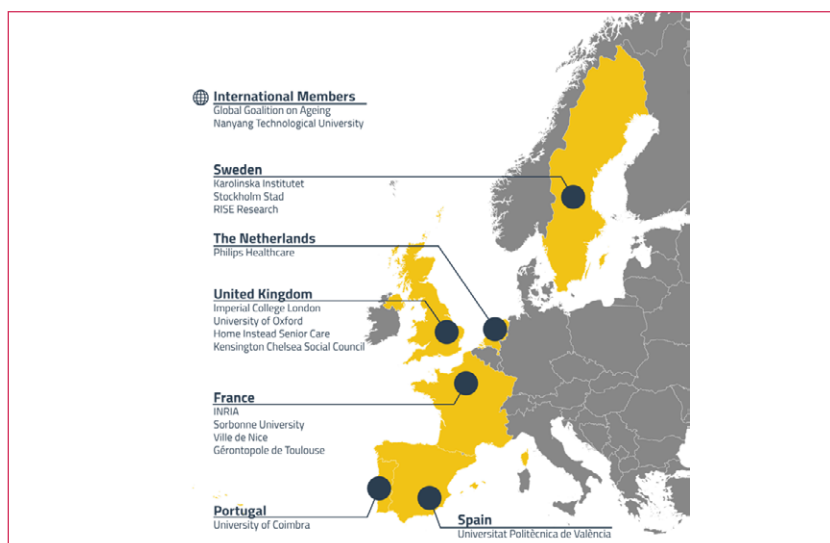 International Members
Global Goalition on Ageing
Nanyang Technological University
Sweden
Karolinska Institutet
Stockholm Stad
RISE Research
The Netherlands
Philips Healthcare
United Kingdom
Imperial College London
University of Oxford
Home Instead Senior Care
Kensington Chelsea Social Council
France
INRIA
Sorbonne University
Ville de Nice
Gérontopole de Toulouse
Portugal
University of Coimbra
Spain
Universitat Politècnica de València